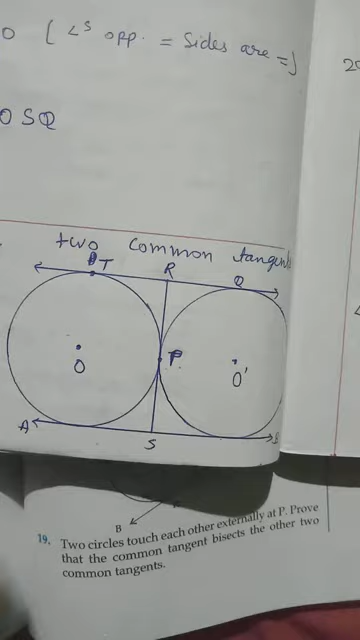 O ( ∠s opp. = Sides are = )
2
O SQ
two common tangents
T R Q
P.
O O'
A S B
B
19. Two circles touch each other externally at P. Prove
that the common tangent bisects the other two
common tangents.